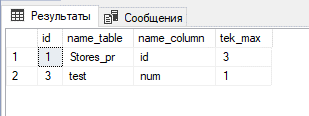 Результаты Сообщения
id name_table name_column tek_max
1 1 Stores_pr id 3
2 3 test num 1